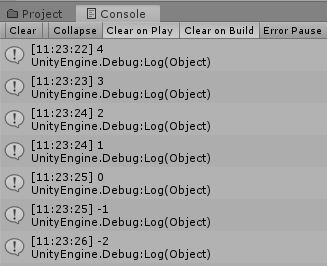 Project Console
Clear Collapse Clear on Play Clear on Build Error Pause
[11:23:22] 4
UnityEngine.Debug:Log(Object)
[11:23:23] 3
UnityEngine.Debug:Log(Object)
[11:23:24] 2
UnityEngine.Debug:Log(Object)
[11:23:24] 1
UnityEngine.Debug:Log(Object)
[11:23:25] 0
UnityEngine.Debug:Log(Object)
[11:23:25] -1
UnityEngine.Debug:Log(Object)
[11:23:26] -2
UnityEngine.Debug:Log(Object)